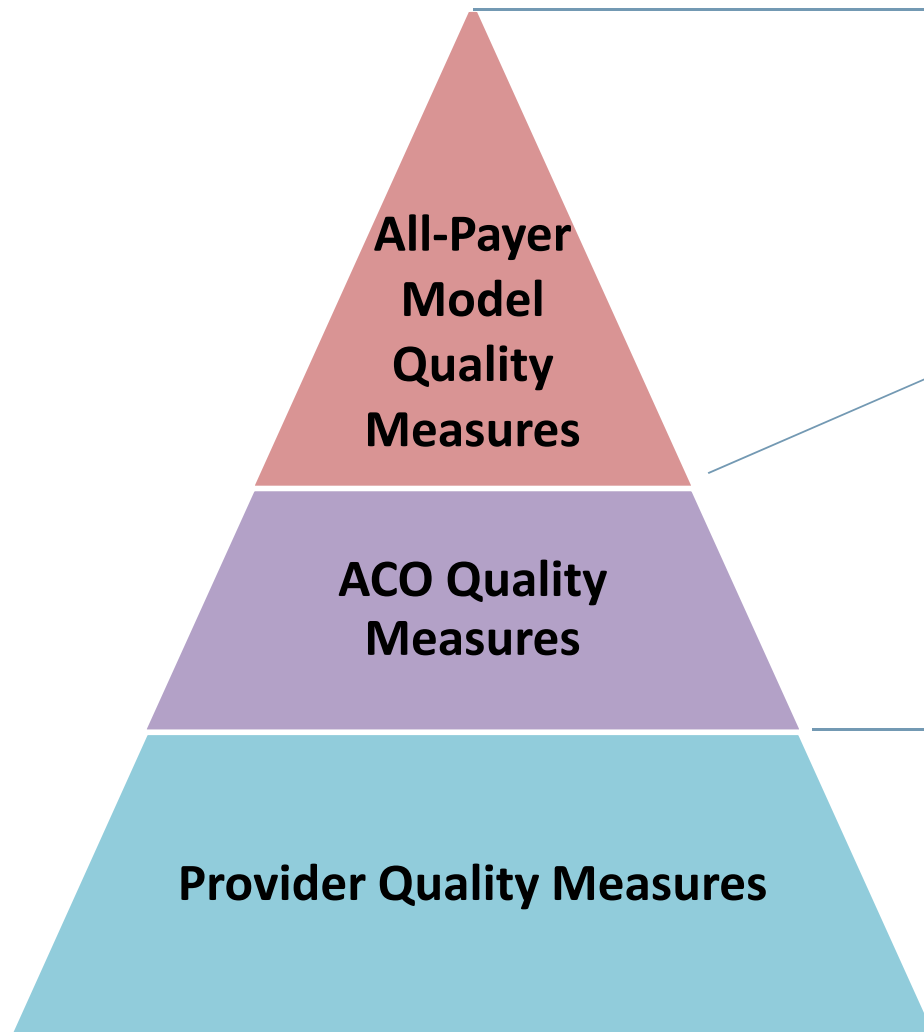 All-Payer
Model
Quality
Measures
ACO Quality
Measures
Provider Quality Measures